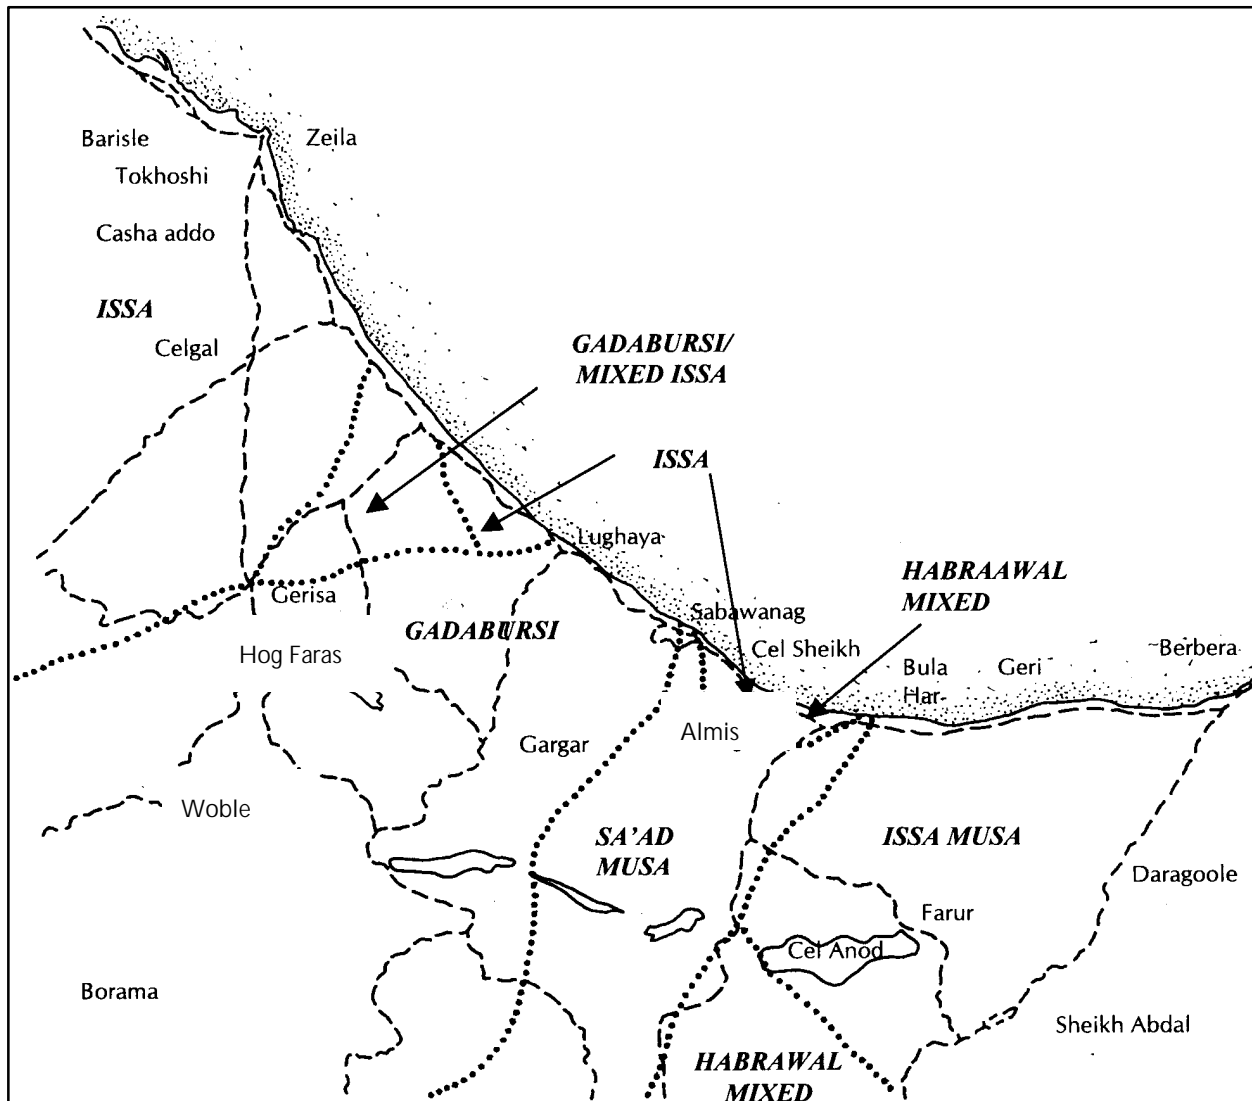 Barisle
Zeila
Tokhoshi
Casha addo
ISSA
Celgal
GADABURSI/
MIXED ISSA
ISSA
Lughaya
HABRAAWAL
MIXED
Gerisa
GADABURSI
Sabawanag
Cel Sheikh
Hog Faras
Bula
Har
Geri
Berbera
Gargar
Almis
Woble
SA'AD
MUSA
ISSA MUSA
Daragoole
Farur
Cel Anod
Borama
Sheikh Abdal
HABRAWAL
MIXED